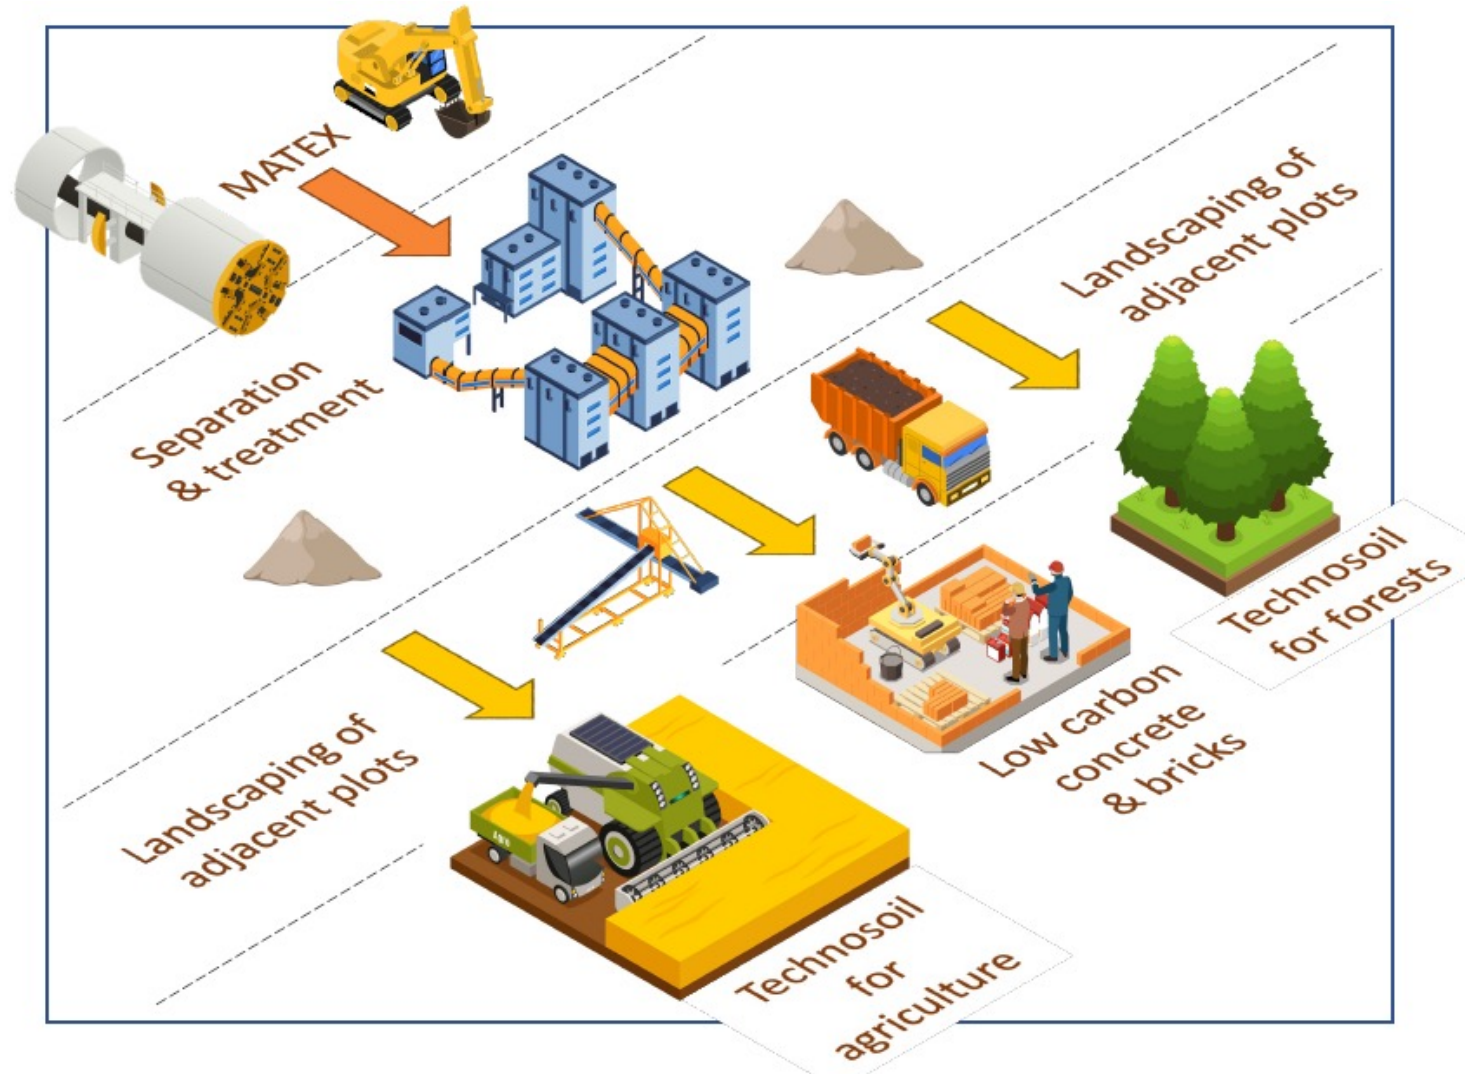 MATEX
Separation
& treatment
Landscaping of
adjacent plots
Landscaping of
adjacent plots
Technosoil
for forests
Low carbon
concrete
& bricks
Technosoil
for
agriculture